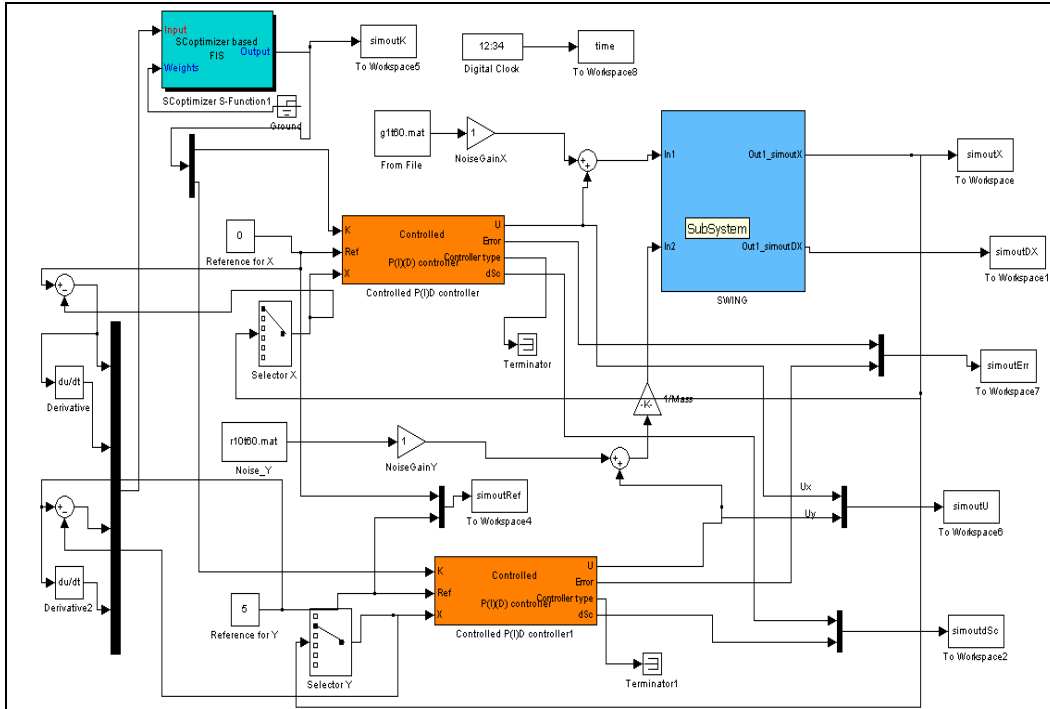 Input
SCoptimizer based
FIS
Output
Weights
SCoptimizer S-Function1
Ground
simoutK
To Workspace5
12:34
Digital Clock
time
To Workspace8
g1t60.mat
From File
1
NoiseGainX
+
+
In1
Out1_simoutX
SubSystem
In2
Out1_simoutDX
SWING
simoutX
To Workspace
simoutDX
To Workspace1
0
Reference for X
K
Controlled
U
Error
Ref
P(I)(D) controller
Controller type
X
dSc
Controlled P(I)D controller
+
−
Selector X
Terminator
du/dt
Derivative
simoutErr
To Workspace7
-K-
1/Mass
r10t60.mat
Noise_Y
1
NoiseGainY
+
+
simoutRef
To Workspace4
Ux
Uy
simoutU
To Workspace6
+
−
du/dt
Derivative2
K
Controlled
U
Error
Ref
P(I)(D) controller
Controller type
X
dSc
Controlled P(I)D controller1
5
Reference for Y
Selector Y
Terminator1
simoutdSc
To Workspace2